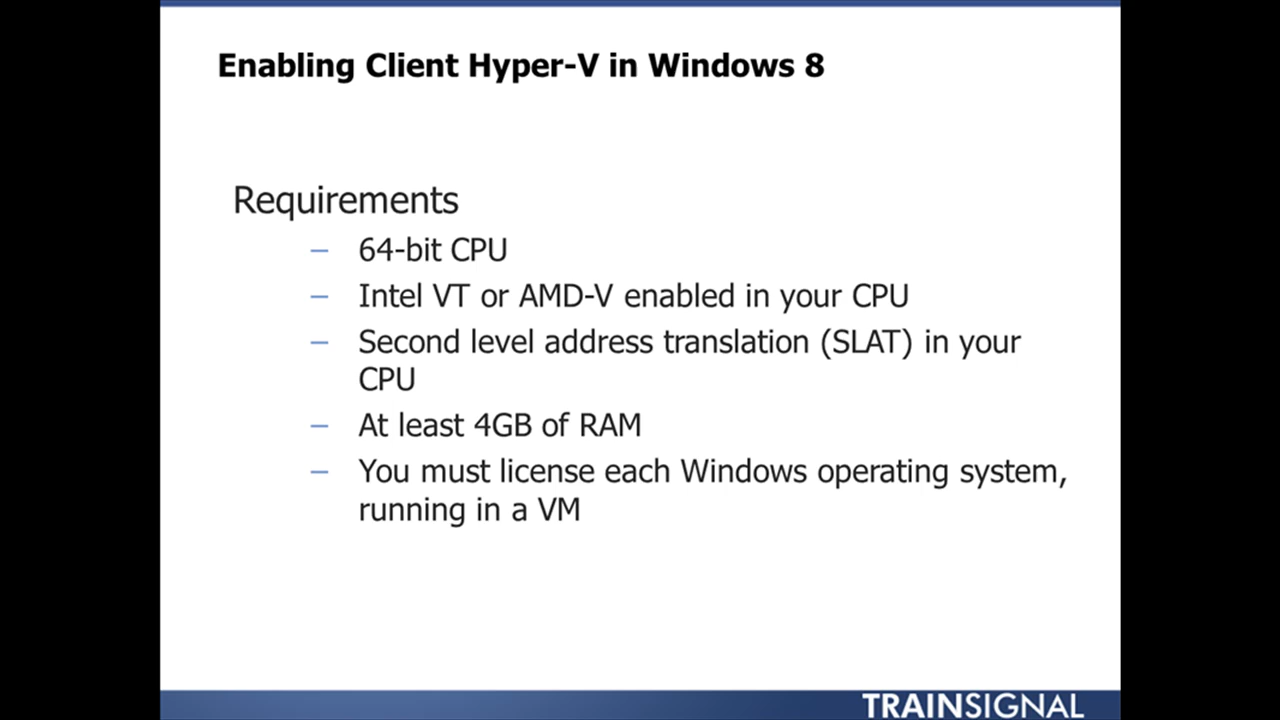 Enabling Client Hyper-V in Windows 8
Requirements
– 64-bit CPU
– Intel VT or AMD-V enabled in your CPU
– Second level address translation (SLAT) in your
CPU
– At least 4GB of RAM
– You must license each Windows operating system,
running in a VM
TRAINSIGNAL